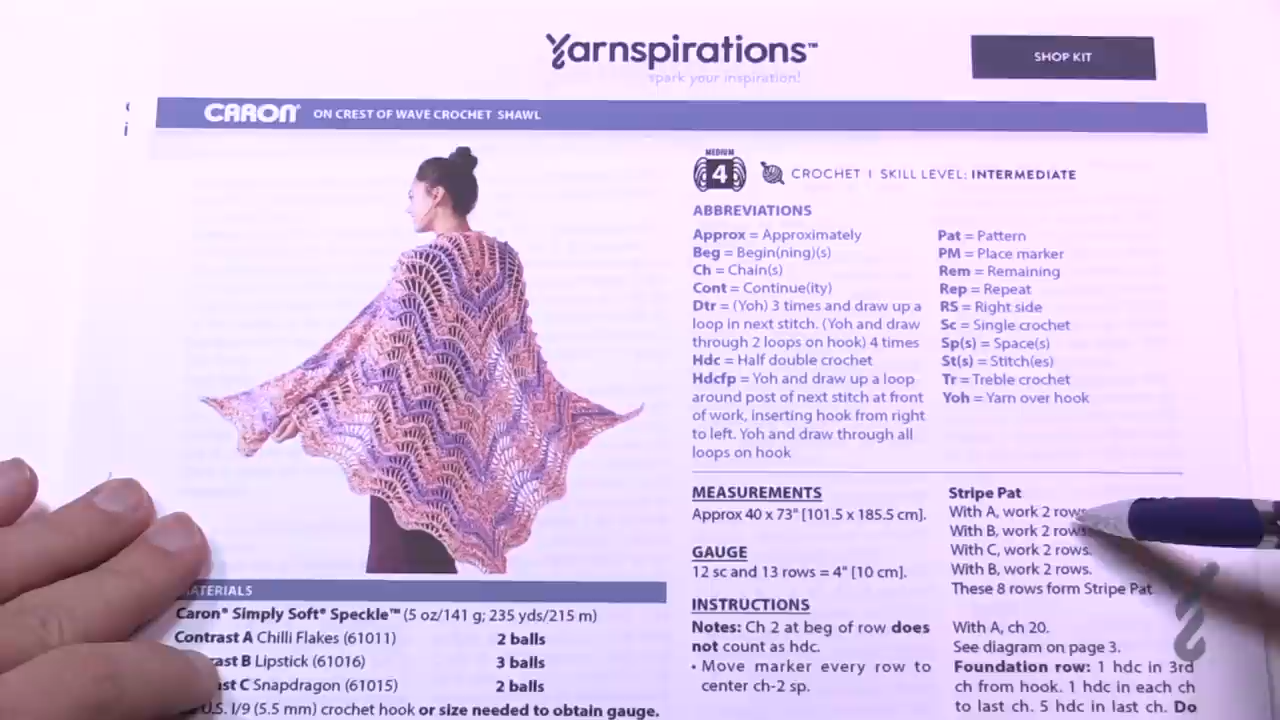 Yarnspirations™
spark your inspiration!
SHOP KIT
CARON® ON CREST OF WAVE CROCHET SHAWL
MEDIUM
4
CROCHET | SKILL LEVEL: INTERMEDIATE
ABBREVIATIONS
Approx = Approximately
Beg = Begin(ning)(s)
Ch = Chain(s)
Cont = Continue(ity)
Dtr = (Yoh) 3 times and draw up a
loop in next stitch. (Yoh and draw
through 2 loops on hook) 4 times
Hdc = Half double crochet
Hdcfp = Yoh and draw up a loop
around post of next stitch at front
of work, inserting hook from right
to left. Yoh and draw through all
loops on hook
Pat = Pattern
PM = Place marker
Rem = Remaining
Rep = Repeat
RS = Right side
Sc = Single crochet
Sp(s) = Space(s)
St(s) = Stitch(es)
Tr = Treble crochet
Yoh = Yarn over hook
MATERIALS
Caron® Simply Soft® Speckle™ (5 oz/141 g; 235 yds/215 m)
Contrast A Chilli Flakes (61011) 2 balls
rast B Lipstick (61016) 3 balls
st C Snapdragon (61015) 2 balls
U.S. I/9 (5.5 mm) crochet hook or size needed to obtain gauge.
MEASUREMENTS
Approx 40 x 73" [101.5 x 185.5 cm].
GAUGE
12 sc and 13 rows = 4" [10 cm].
INSTRUCTIONS
Notes: Ch 2 at beg of row does
not count as hdc.
• Move marker every row to
center ch-2 sp.
Stripe Pat
With A, work 2 rows
With B, work 2 rows
With C, work 2 rows.
With B, work 2 rows.
These 8 rows form Stripe Pat
With A, ch 20.
See diagram on page 3.
Foundation row: 1 hdc in 3rd
ch from hook. 1 hdc in each ch
to last ch. 5 hdc in last ch. Do